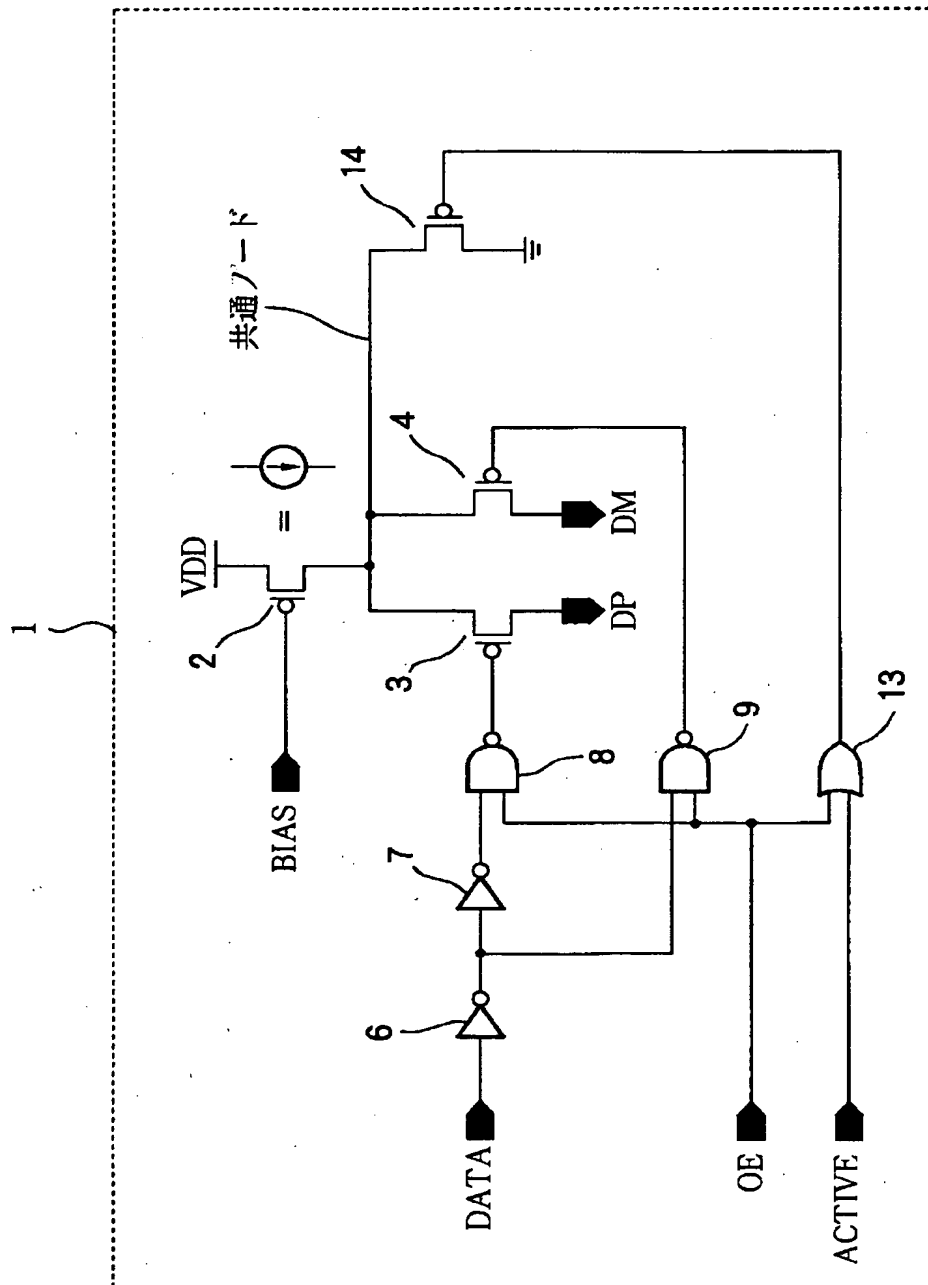 1
VDD
2
=
BIAS
共通ノード
3
4
14
DP
DM
DATA
6
7
8
9
OE
ACTIVE
13